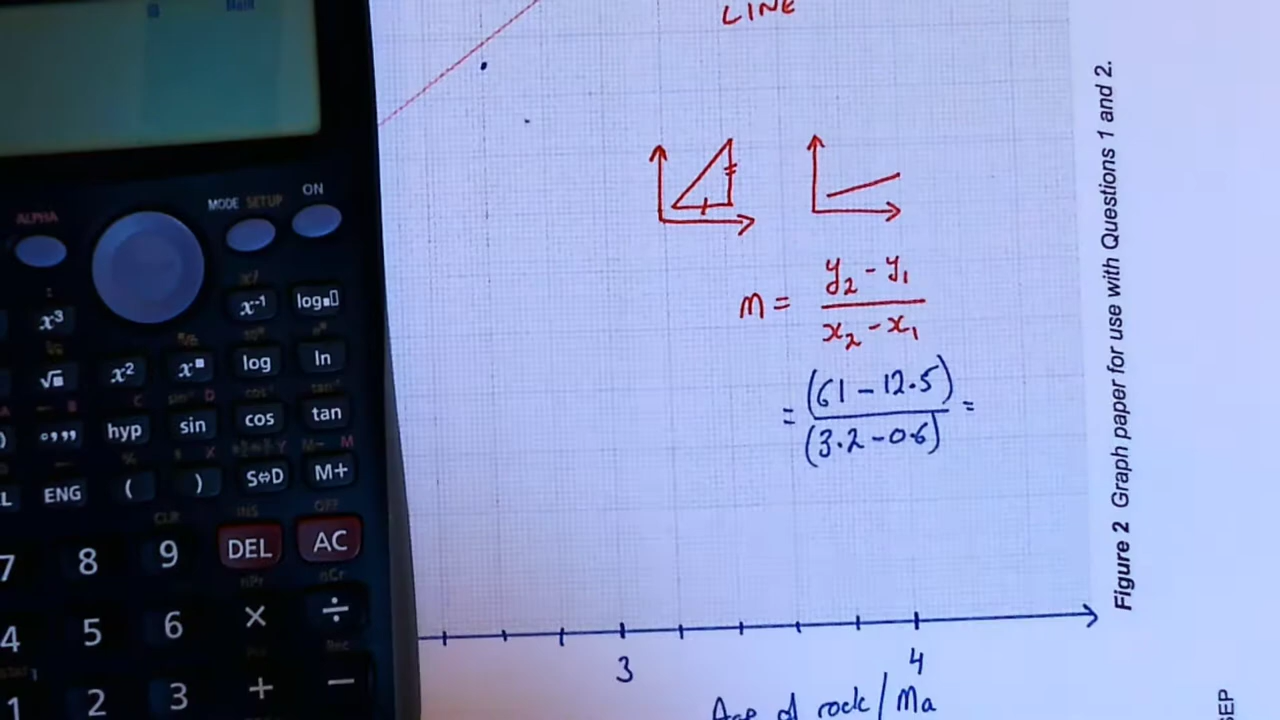 LINE
m = y₂ - y₁ / x₂ - x₁
= (61 - 12.5) / (3.2 - 0.6) =
3
4
Age of rock / Ma
Figure 2 Graph paper for use with Questions 1 and 2.
SEP
Math
ALPHA
MODE SETUP
ON
x!
x³
x⁻¹
log
x²
log
ln
hyp
sin
cos
tan
ENG
(
)
S⇔D
M+
7
8
9
DEL
AC
4
5
6
×
÷
1
2
3
+
−